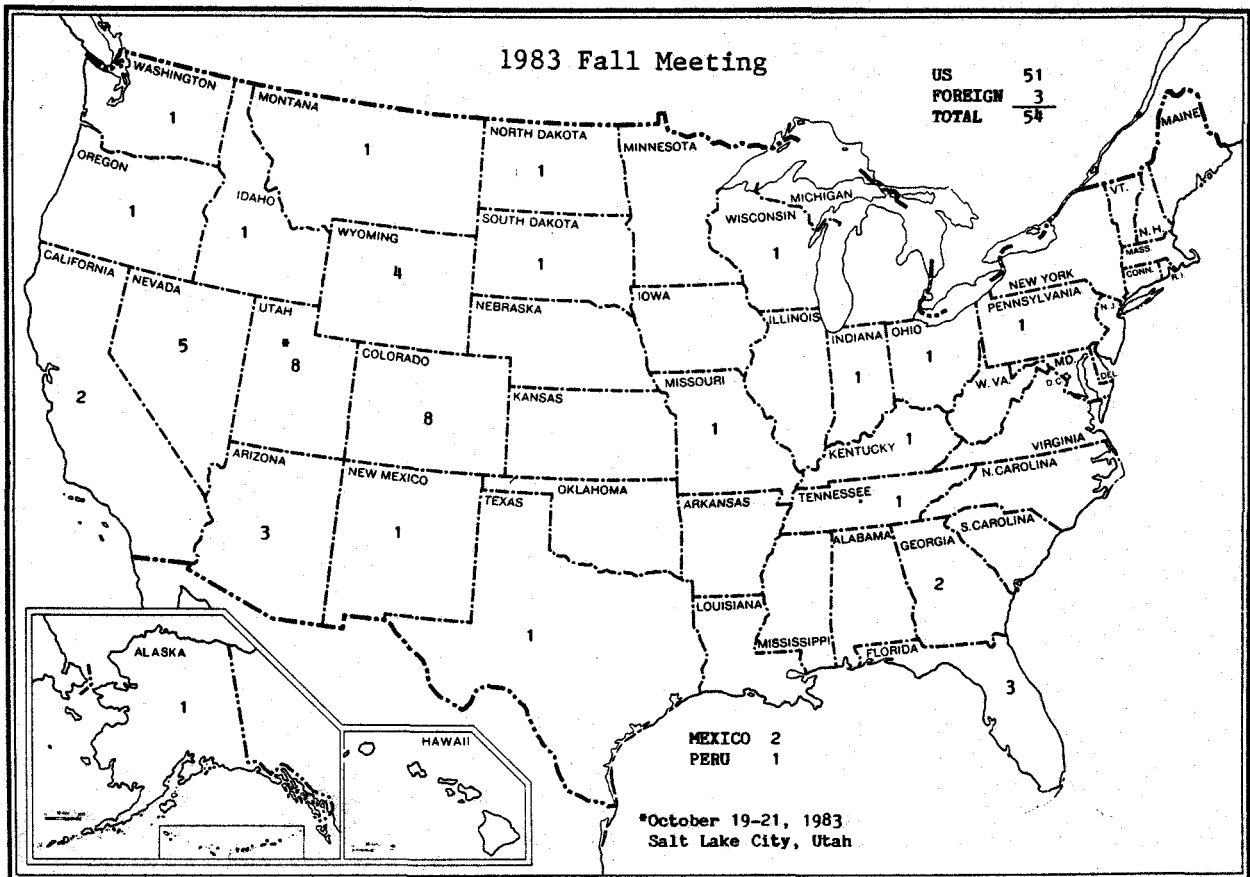 1983 Fall Meeting
US 51
FOREIGN 3
TOTAL 54
WASHINGTON
1
MONTANA
1
NORTH DAKOTA
1
MINNESOTA
MAINE
OREGON
1
IDAHO
1
WYOMING
4
SOUTH DAKOTA
1
WISCONSIN
1
MICHIGAN
VT.
N.H.
MASS.
CONN.
R.I.
NEW YORK
CALIFORNIA
2
NEVADA
5
UTAH
*
8
COLORADO
8
NEBRASKA
IOWA
ILLINOIS
INDIANA
1
OHIO
1
PENNSYLVANIA
1
N.J.
MD.
DEL.
D.C.
W. VA.
VIRGINIA
KANSAS
MISSOURI
1
KENTUCKY
1
ARIZONA
3
NEW MEXICO
1
TEXAS
1
OKLAHOMA
ARKANSAS
TENNESSEE
1
N. CAROLINA
S. CAROLINA
ALABAMA
GEORGIA
2
LOUISIANA
MISSISSIPPI
FLORIDA
3
ALASKA
1
HAWAII
MEXICO 2
PERU 1
*October 19-21, 1983
Salt Lake City, Utah